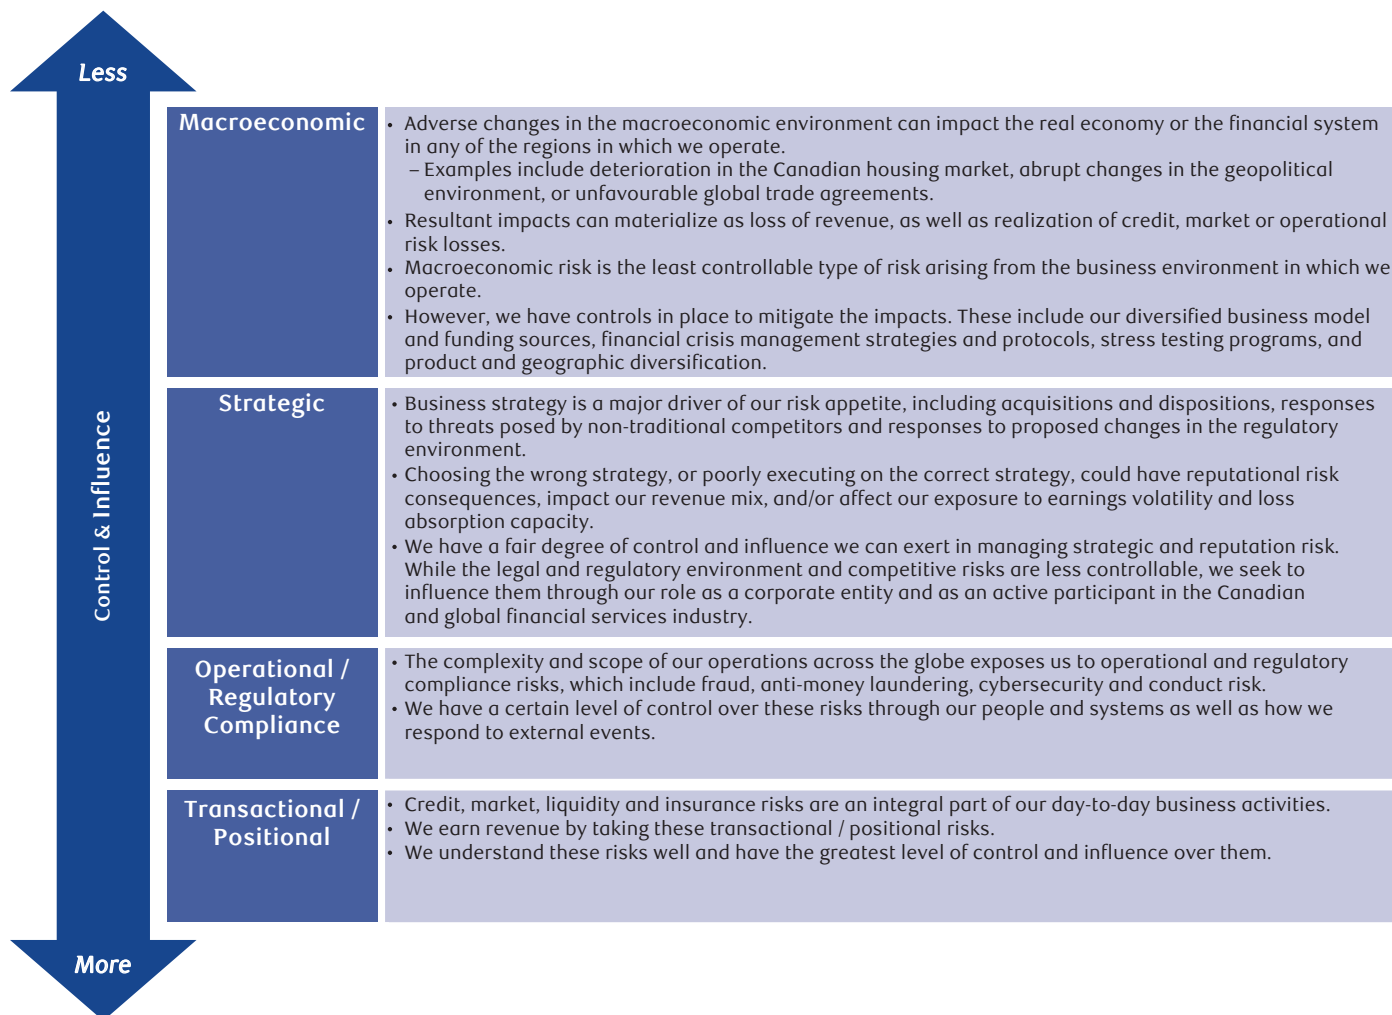 Less
Macroeconomic
• Adverse changes in the macroeconomic environment can impact the real economy or the financial system
in any of the regions in which we operate.
– Examples include deterioration in the Canadian housing market, abrupt changes in the geopolitical
environment, or unfavourable global trade agreements.
• Resultant impacts can materialize as loss of revenue, as well as realization of credit, market or operational
risk losses.
• Macroeconomic risk is the least controllable type of risk arising from the business environment in which we
operate.
• However, we have controls in place to mitigate the impacts. These include our diversified business model
and funding sources, financial crisis management strategies and protocols, stress testing programs, and
product and geographic diversification.
Control & Influence
Strategic
• Business strategy is a major driver of our risk appetite, including acquisitions and dispositions, responses
to threats posed by non-traditional competitors and responses to proposed changes in the regulatory
environment.
• Choosing the wrong strategy, or poorly executing on the correct strategy, could have reputational risk
consequences, impact our revenue mix, and/or affect our exposure to earnings volatility and loss
absorption capacity.
• We have a fair degree of control and influence we can exert in managing strategic and reputation risk.
While the legal and regulatory environment and competitive risks are less controllable, we seek to
influence them through our role as a corporate entity and as an active participant in the Canadian
and global financial services industry.
Operational /
Regulatory
Compliance
• The complexity and scope of our operations across the globe exposes us to operational and regulatory
compliance risks, which include fraud, anti-money laundering, cybersecurity and conduct risk.
• We have a certain level of control over these risks through our people and systems as well as how we
respond to external events.
Transactional /
Positional
• Credit, market, liquidity and insurance risks are an integral part of our day-to-day business activities.
• We earn revenue by taking these transactional / positional risks.
• We understand these risks well and have the greatest level of control and influence over them.
More